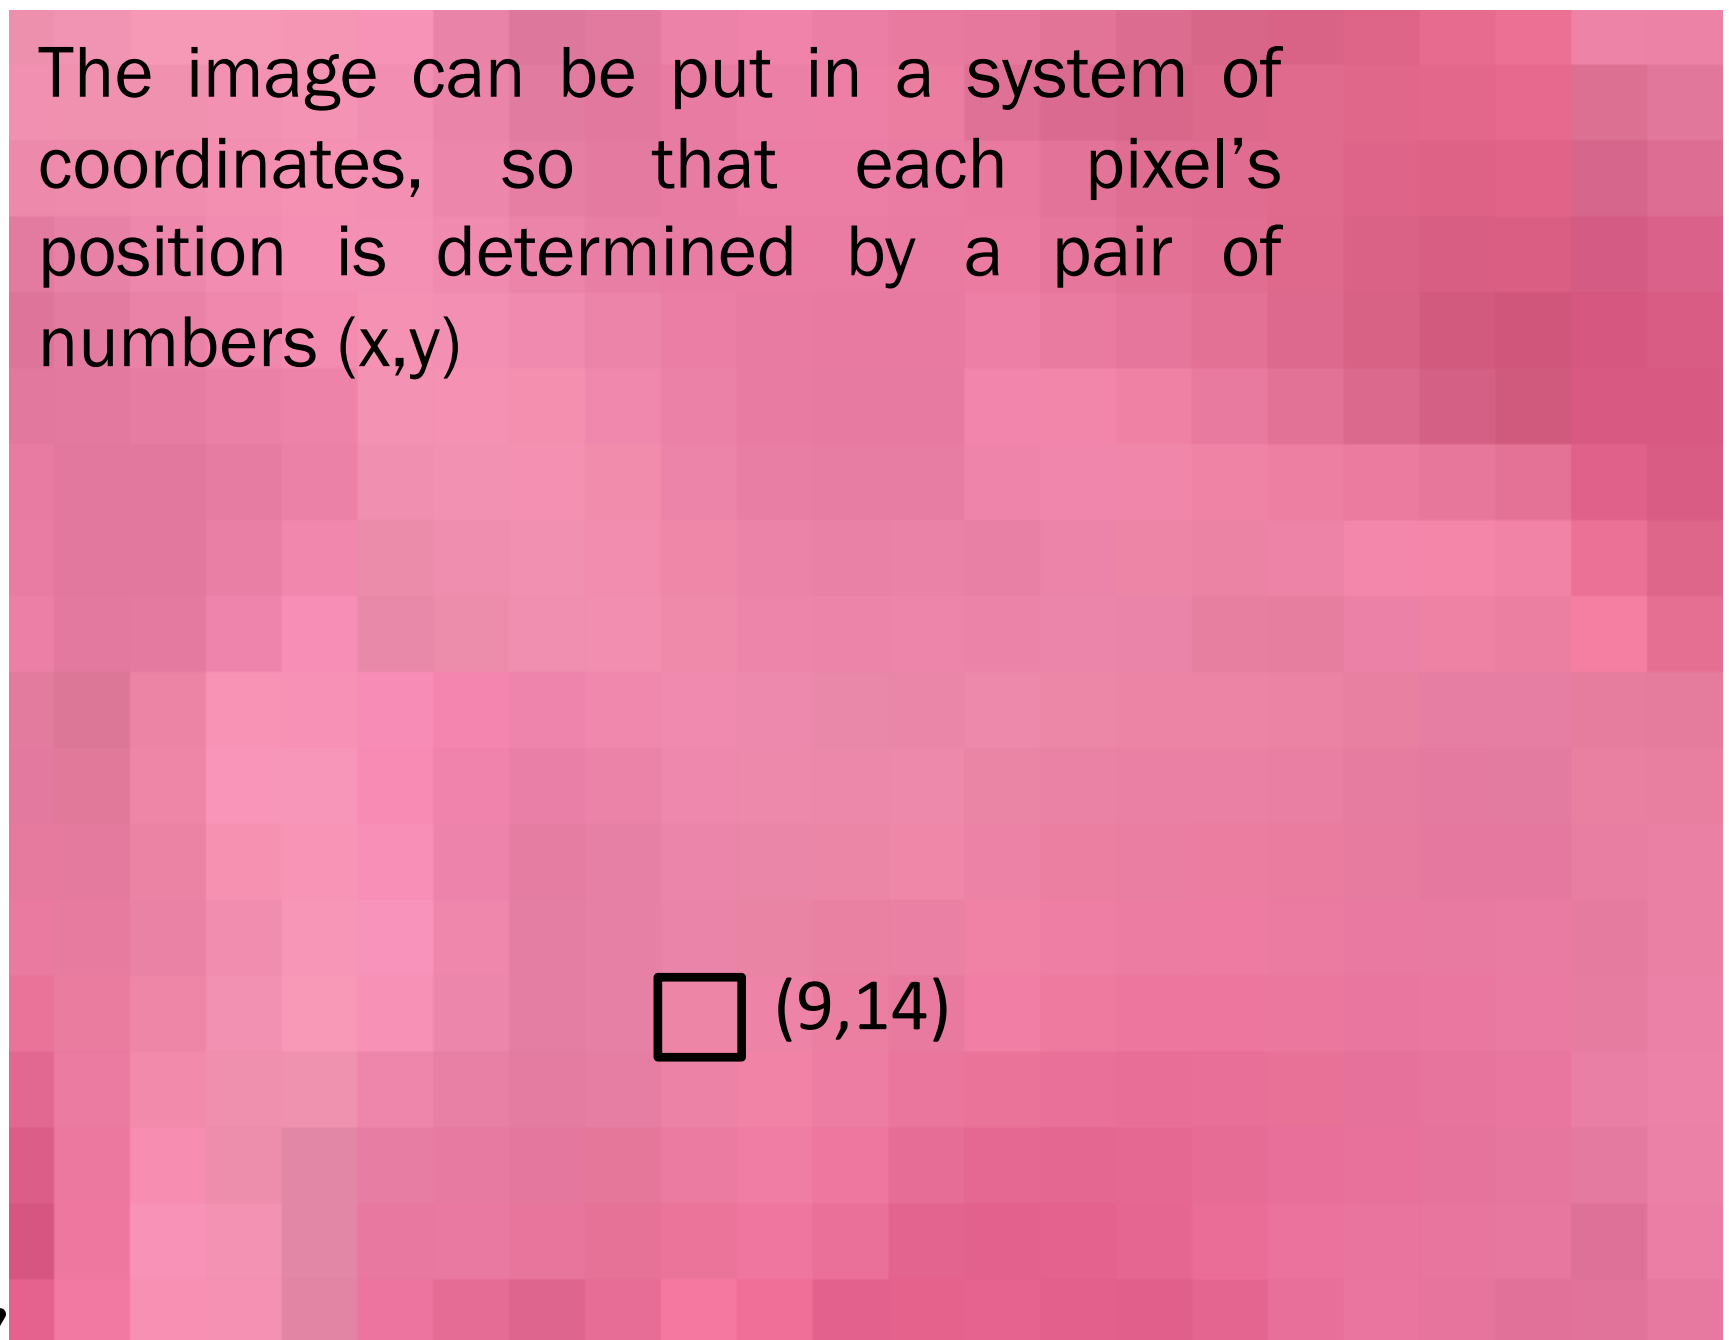 The image can be put in a system of
coordinates, so that each pixel’s
position is determined by a pair of
numbers (x,y)
(9,14)